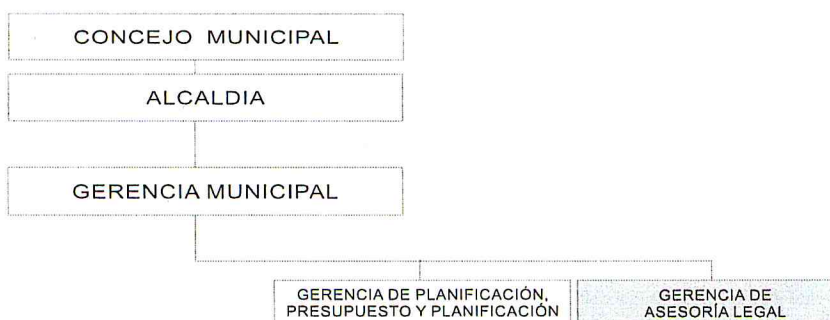 CONCEJO MUNICIPAL
ALCALDIA
GERENCIA MUNICIPAL
GERENCIA DE PLANIFICACIÓN,
PRESUPUESTO Y PLANIFICACIÓN
GERENCIA DE
ASESORÍA LEGAL